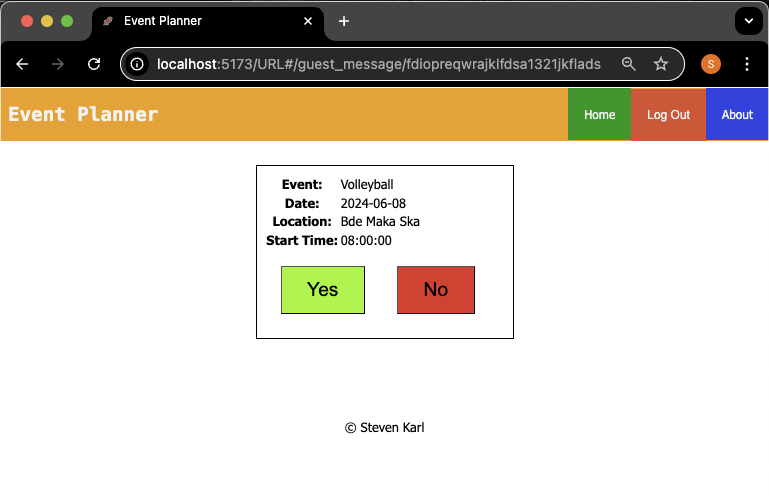 Event Planner
localhost:5173/URL#/guest_message/fdiopreqwrajklfdsa1321jkflads
S
Event Planner
Home
Log Out
About
Event: Volleyball
Date: 2024-06-08
Location: Bde Maka Ska
Start Time: 08:00:00
Yes
No
© Steven Karl